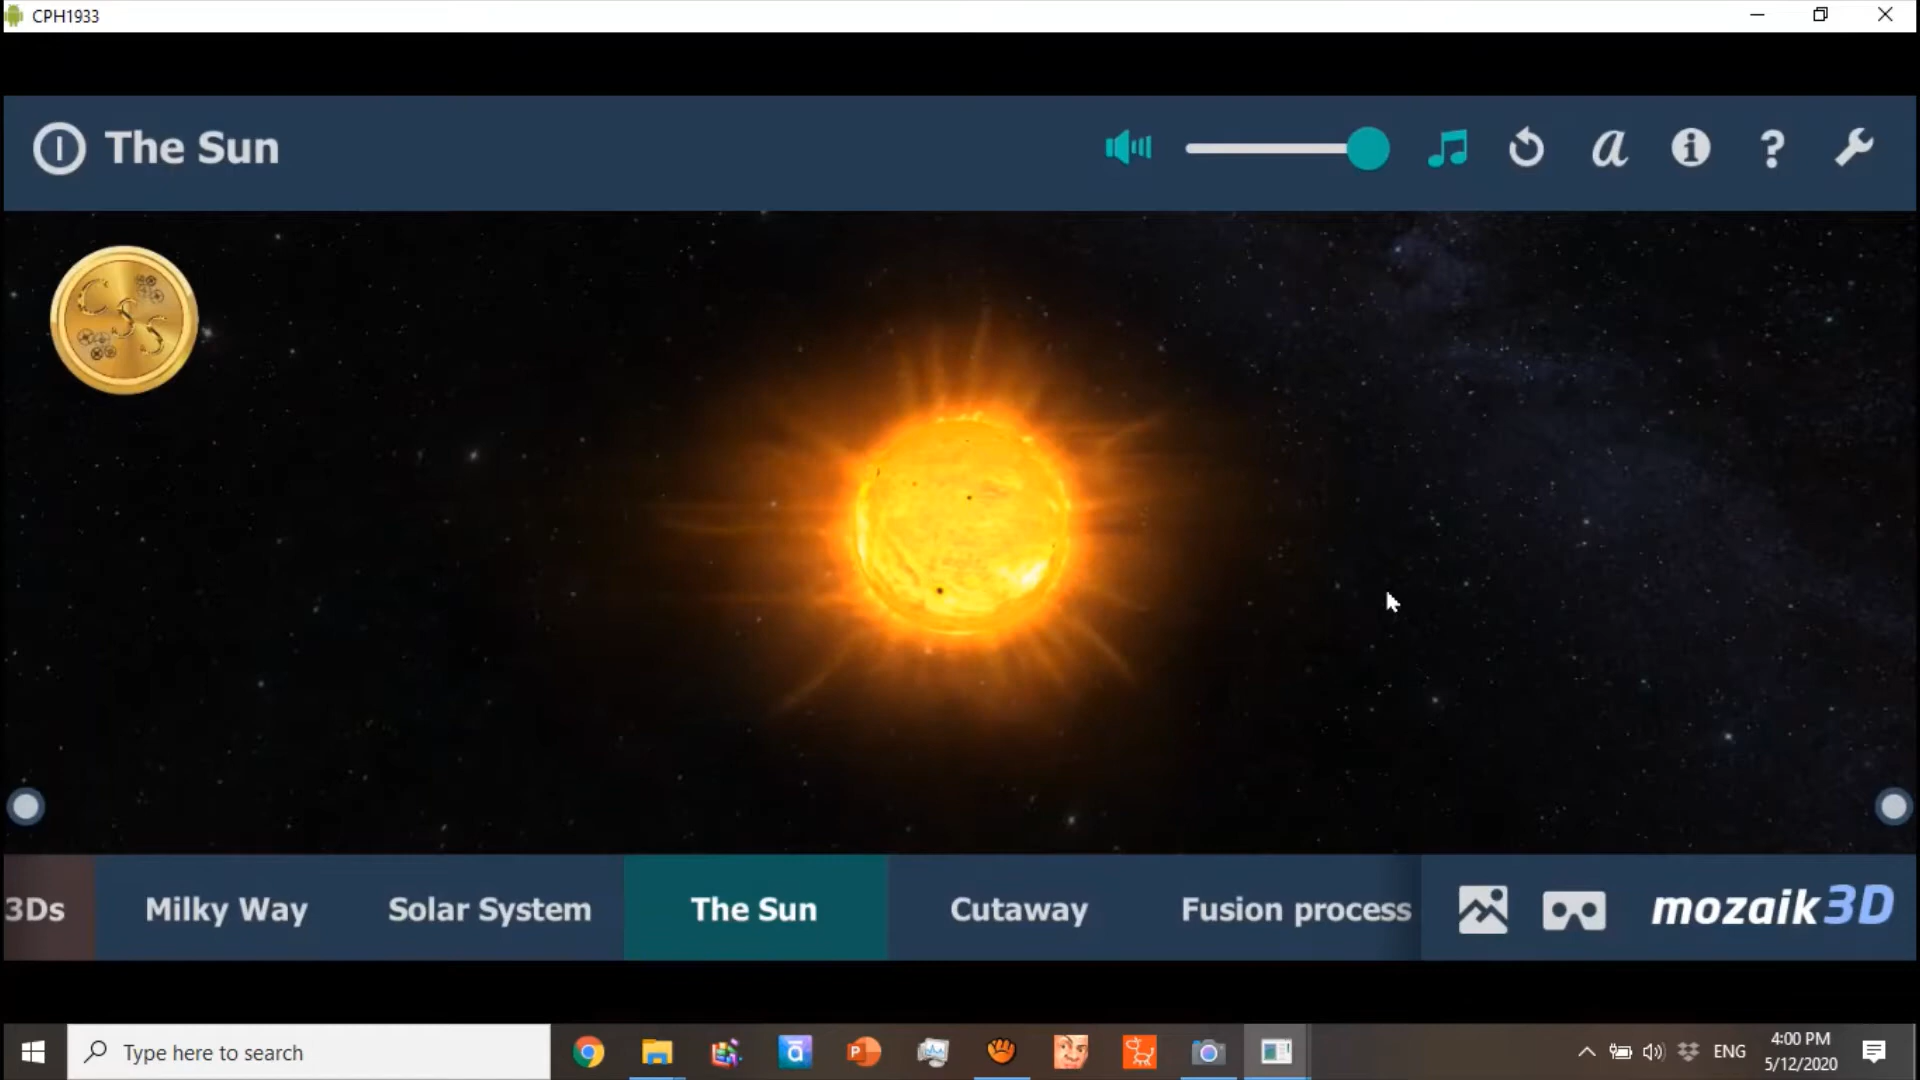 CPH1933
The Sun
a
?
CSS
3Ds
Milky Way
Solar System
The Sun
Cutaway
Fusion process
mozaik3D
Type here to search
ENG
4:00 PM
5/12/2020